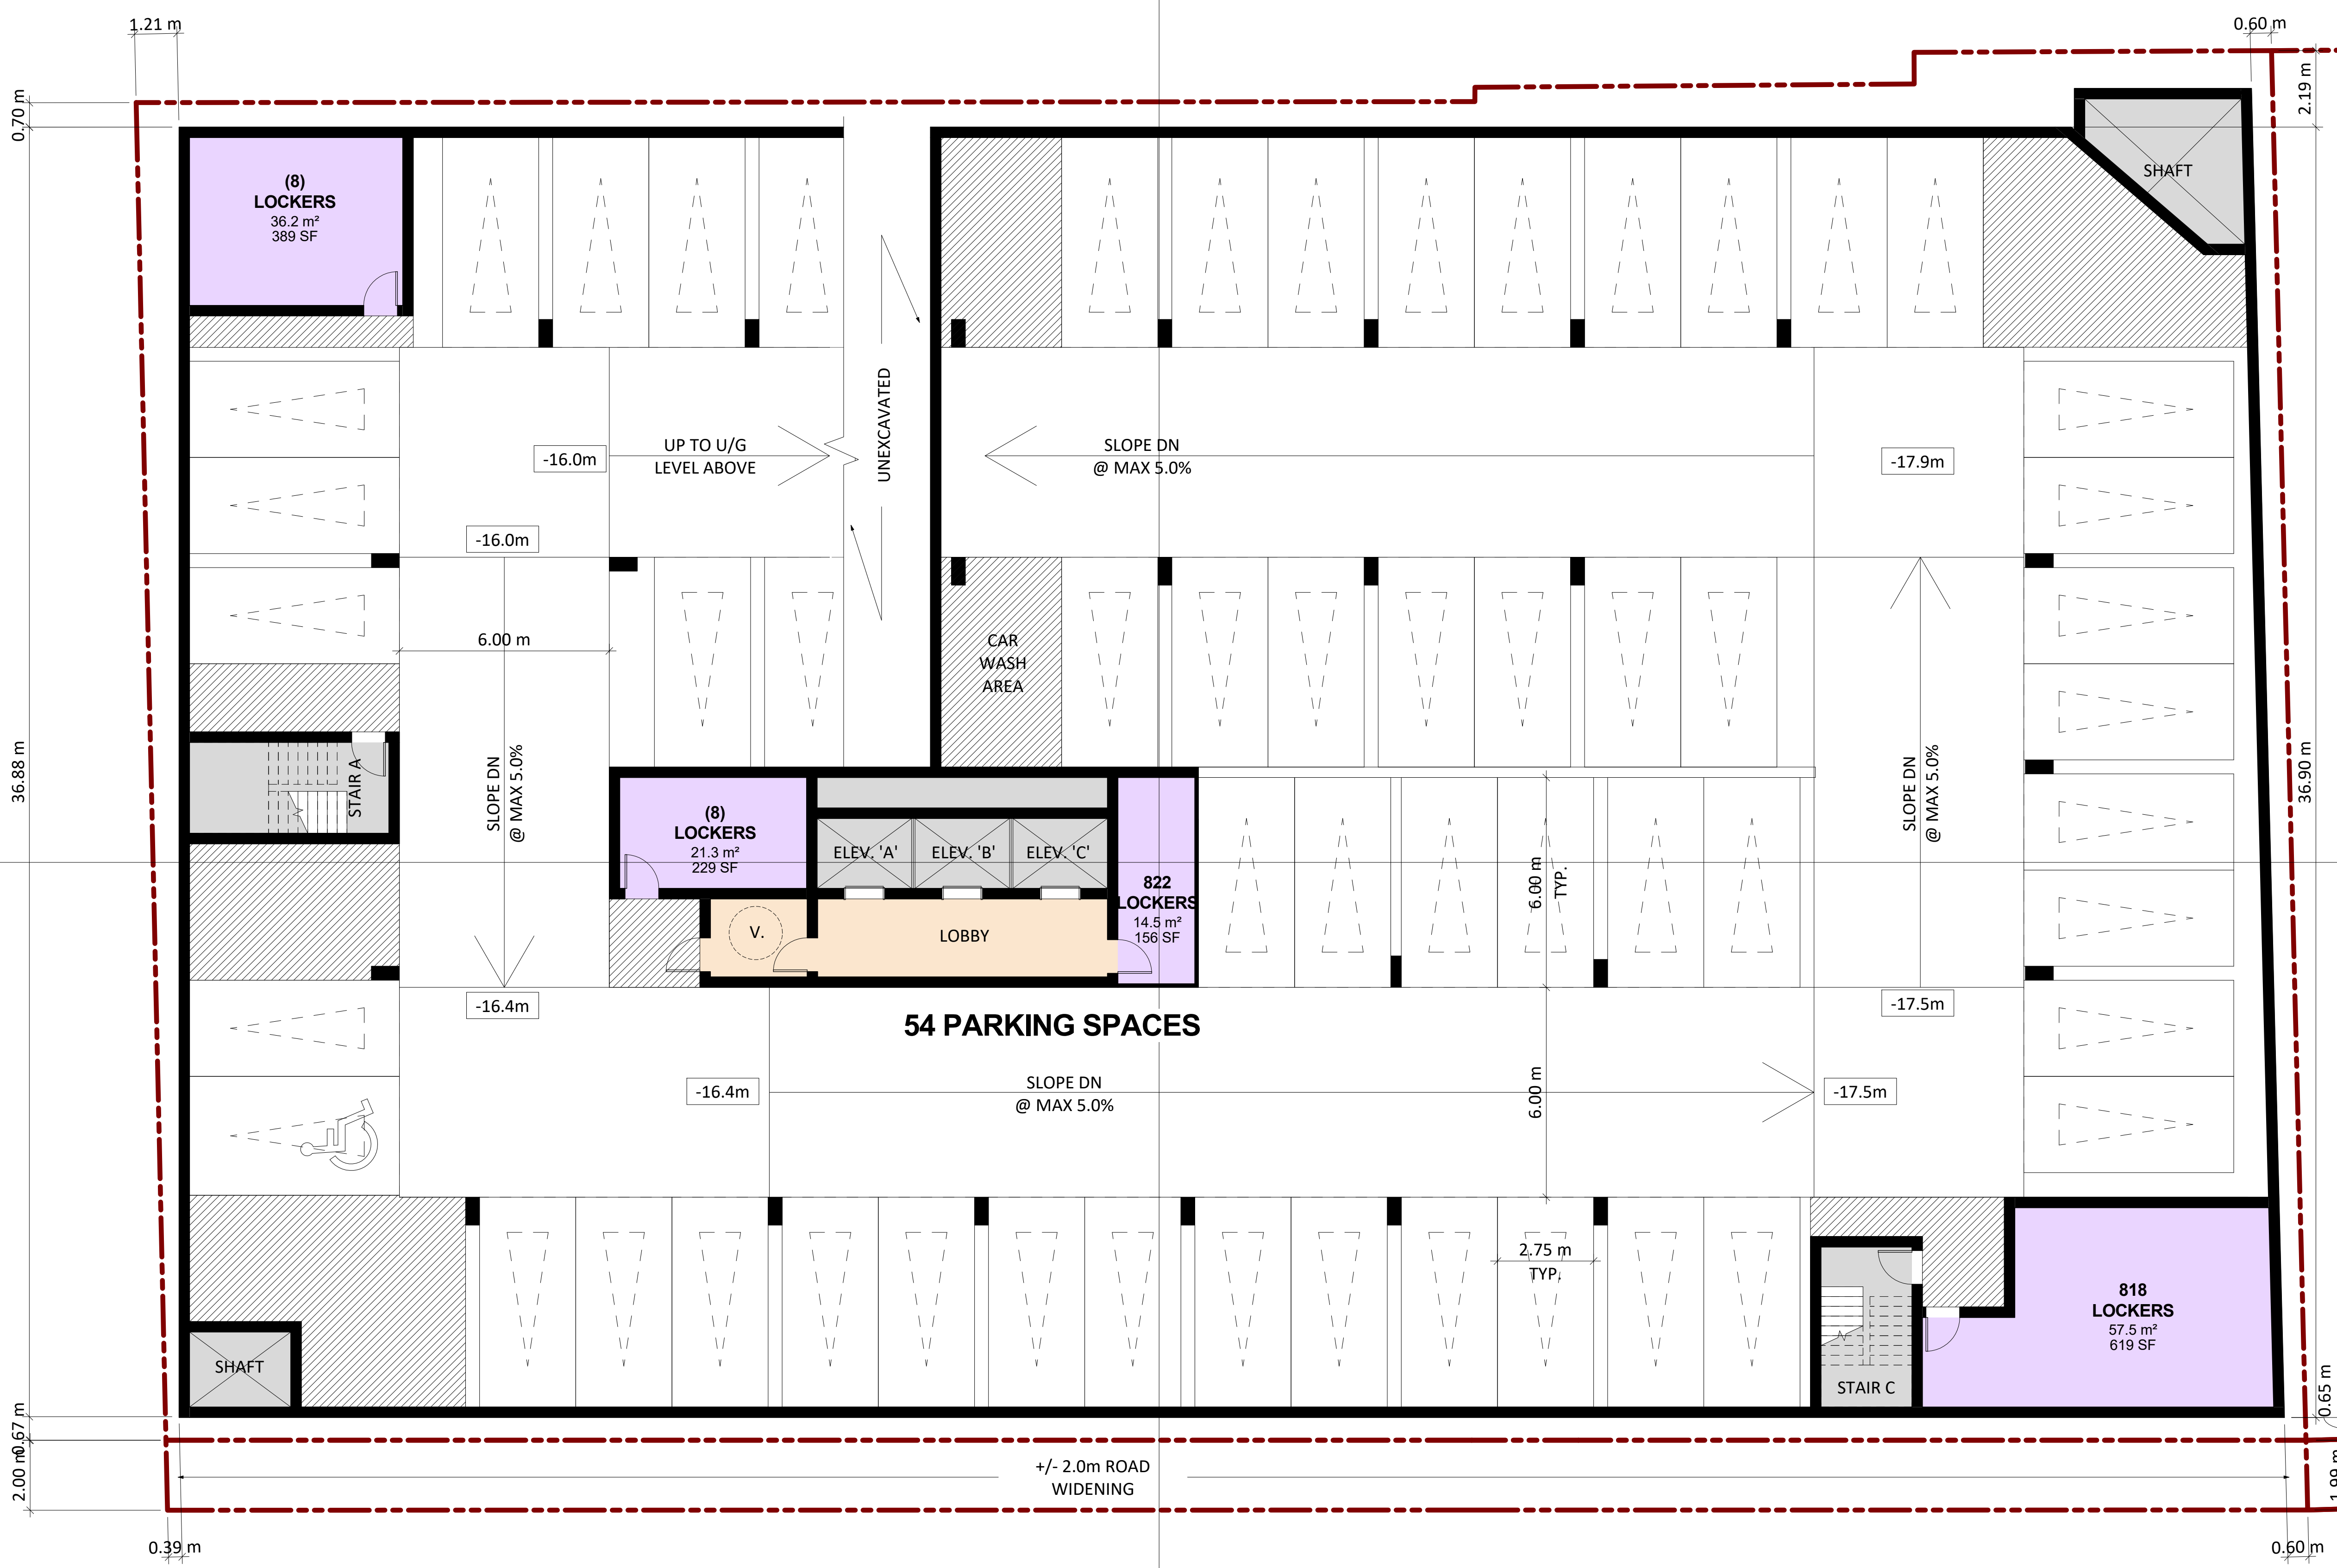 1.21 m
0.60 m
0.70 m
2.19 m
(8)
LOCKERS
36.2 m²
389 SF
SHAFT
UNEXCAVATED
UP TO U/G
LEVEL ABOVE
-16.0m
SLOPE DN
@ MAX 5.0%
-17.9m
-16.0m
6.00 m
CAR
WASH
AREA
36.88 m
STAIR A
SLOPE DN
@ MAX 5.0%
SLOPE DN
@ MAX 5.0%
36.90 m
(8)
LOCKERS
21.3 m²
229 SF
ELEV. 'A'
ELEV. 'B'
ELEV. 'C'
822
LOCKERS
14.5 m²
156 SF
6.00 m
TYP.
V.
LOBBY
-16.4m
-17.5m
54 PARKING SPACES
-16.4m
SLOPE DN
@ MAX 5.0%
6.00 m
-17.5m
2.75 m
TYP.
818
LOCKERS
57.5 m²
619 SF
SHAFT
STAIR C
0.67 m
0.65 m
2.00 m
+/- 2.0m ROAD
WIDENING
1.99 m
0.39 m
0.60 m